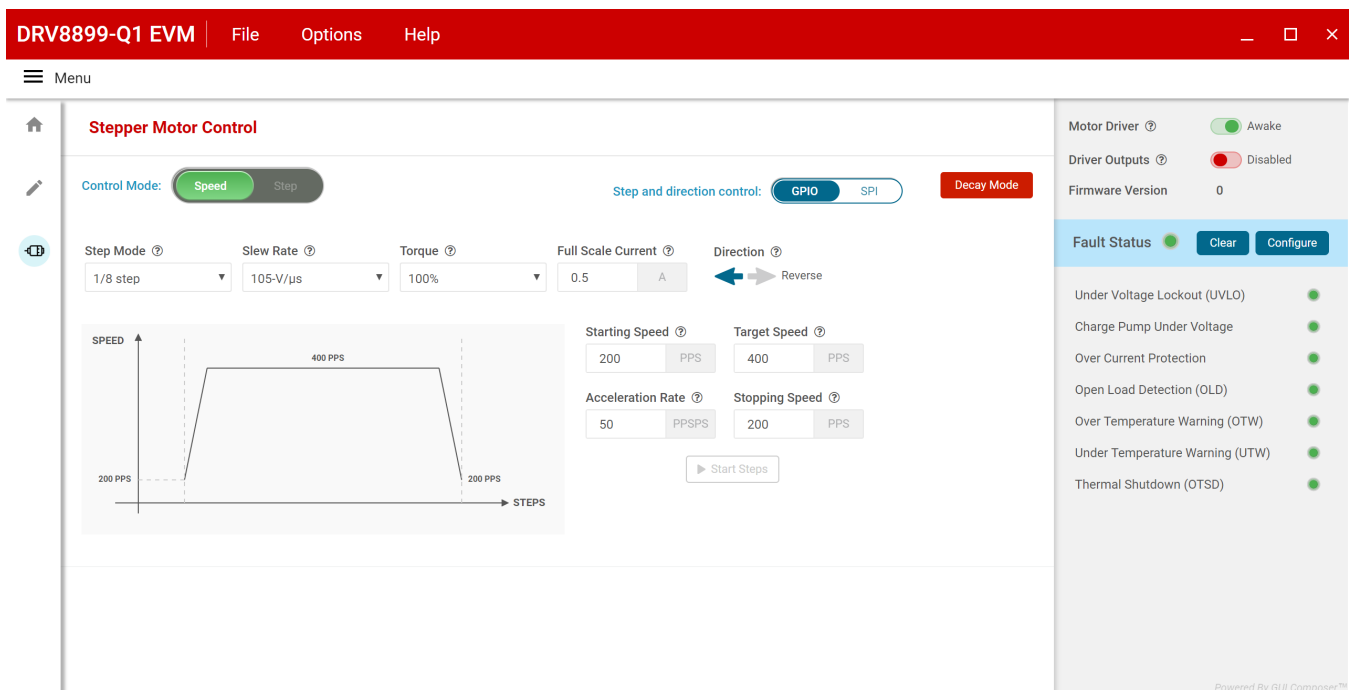 DRV8899-Q1 EVM File Options Help
Menu
Stepper Motor Control
Control Mode: Speed Step
Step and direction control: GPIO SPI
Decay Mode
Step Mode
1/8 step
Slew Rate
105-V/μs
Torque
100%
Full Scale Current
0.5 A
Direction
Reverse
SPEED
400 PPS
200 PPS
200 PPS
STEPS
Starting Speed
200 PPS
Target Speed
400 PPS
Acceleration Rate
50 PPSPS
Stopping Speed
200 PPS
Start Steps
Motor Driver Awake
Driver Outputs Disabled
Firmware Version 0
Fault Status Clear Configure
Under Voltage Lockout (UVLO)
Charge Pump Under Voltage
Over Current Protection
Open Load Detection (OLD)
Over Temperature Warning (OTW)
Under Temperature Warning (UTW)
Thermal Shutdown (OTSD)
Powered By GUI Composer™